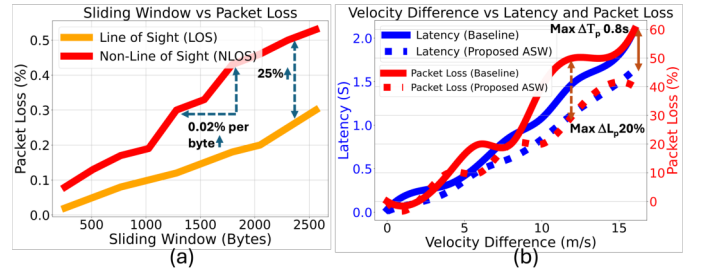 Sliding Window vs Packet Loss
Line of Sight (LOS)
Non-Line of Sight (NLOS)
25%
0.02% per
byte
Packet Loss (%)
0.5
0.4
0.3
0.2
0.1
0.0
500
1000
1500
2000
2500
Sliding Window (Bytes)
(a)
Velocity Difference vs Latency and Packet Loss
Latency (Baseline)
Latency (Proposed ASW)
Packet Loss (Baseline)
Packet Loss (Proposed ASW)
Max ΔTp 0.8s
Max ΔLp20%
Latency (S)
2.0
1.5
1.0
0.5
0.0
0
5
10
15
Velocity Difference (m/s)
Packet Loss (%)
60
50
40
30
20
10
0
(b)